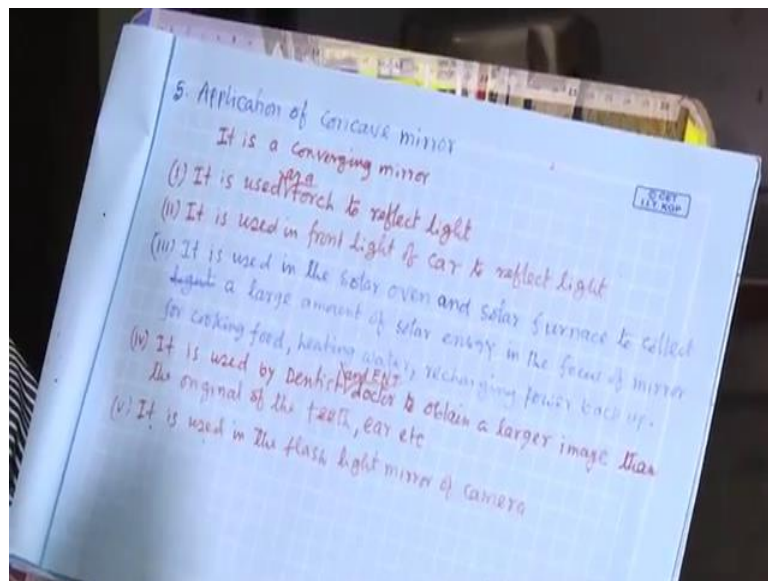 5. Application of Concave mirror
It is a Converging mirror
(i) It is used torch to reflect light
(ii) It is used in front light of car to reflect light
(iii) It is used in the solar oven and solar furnace to collect
a large amount of solar energy in the focus of mirror
for cooking food, heating water, recharging power back up.
(iv) It is used by Dentist and ENT doctor to obtain a larger image than
the original of the teeth, ear etc
(v) It is used in the flash light mirror of camera
© CET
I.I.T. KGP